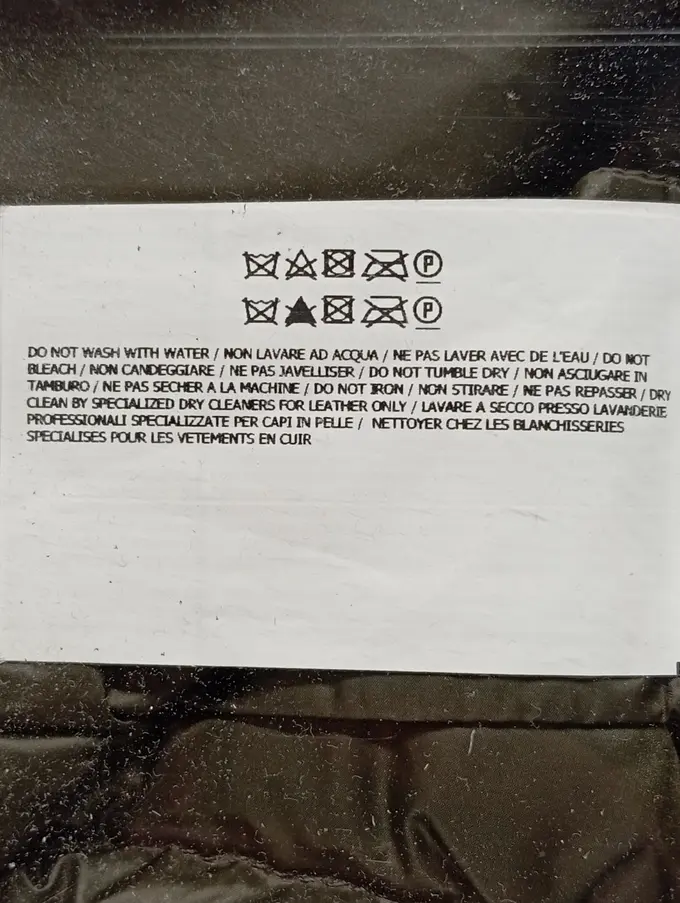 P
P
DO NOT WASH WITH WATER / NON LAVARE AD ACQUA / NE PAS LAVER AVEC DE L'EAU / DO NOT
BLEACH / NON CANDEGGIARE / NE PAS JAVELLISER / DO NOT TUMBLE DRY / NON ASCIUGARE IN
TAMBURO / NE PAS SECHER A LA MACHINE / DO NOT IRON / NON STIRARE / NE PAS REPASSER / DRY
CLEAN BY SPECIALIZED DRY CLEANERS FOR LEATHER ONLY / LAVARE A SECCO PRESSO LAVANDERIE
PROFESSIONALI SPECIALIZZATE PER CAPI IN PELLE / NETTOYER CHEZ LES BLANCHISSERIES
SPECIALISES POUR LES VETEMENTS EN CUIR